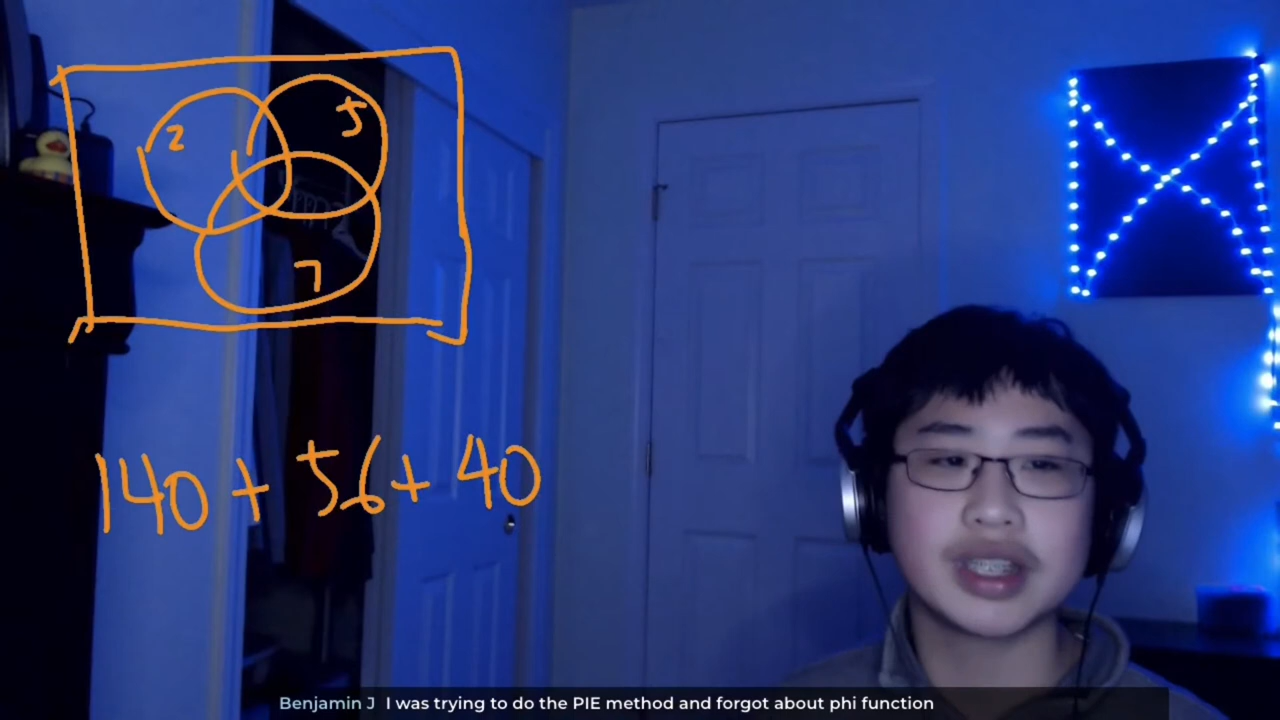 2
5
7
140 + 56 + 40
Benjamin J I was trying to do the PIE method and forgot about phi function